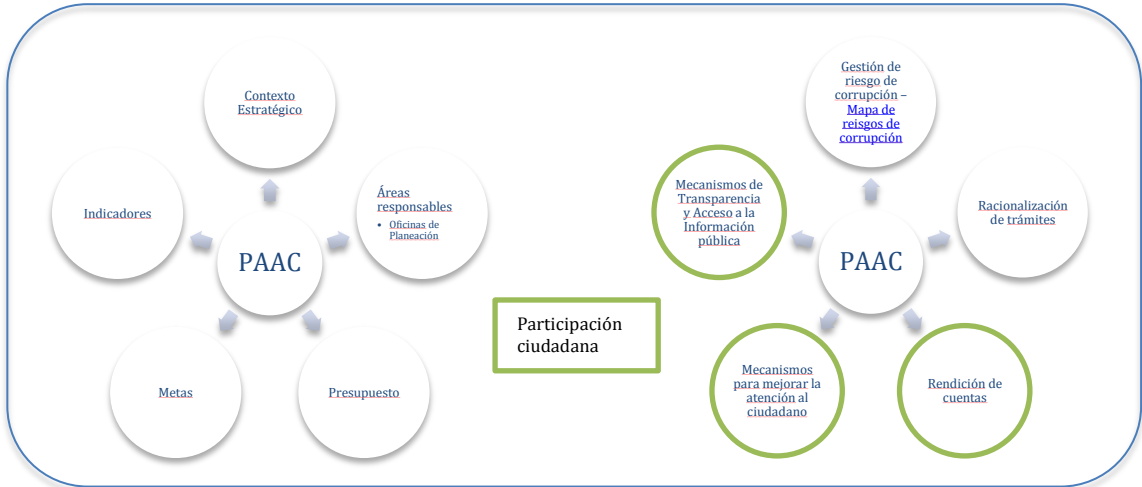 Contexto
Estratégico
Indicadores
Áreas
responsables
• Oficinas de
Planeación
PAAC
Metas
Presupuesto
Participación
ciudadana
Gestión de
riesgo de
corrupción –
Mapa de
reisgos de
corrupción
Mecanismos de
Transparencia
y Acceso a la
Información
pública
Racionalización
de trámites
PAAC
Mecanismos
para mejorar la
atención al
ciudadano
Rendición de
cuentas